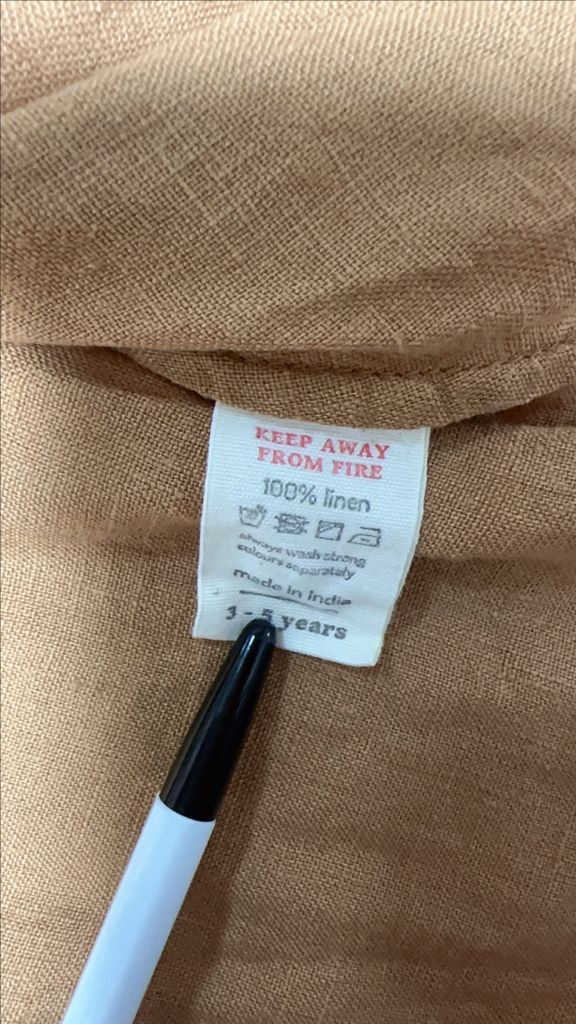 KEEP AWAY
FROM FIRE
100% linen
always wash strong
colours separately
made in India
3 - 5 years